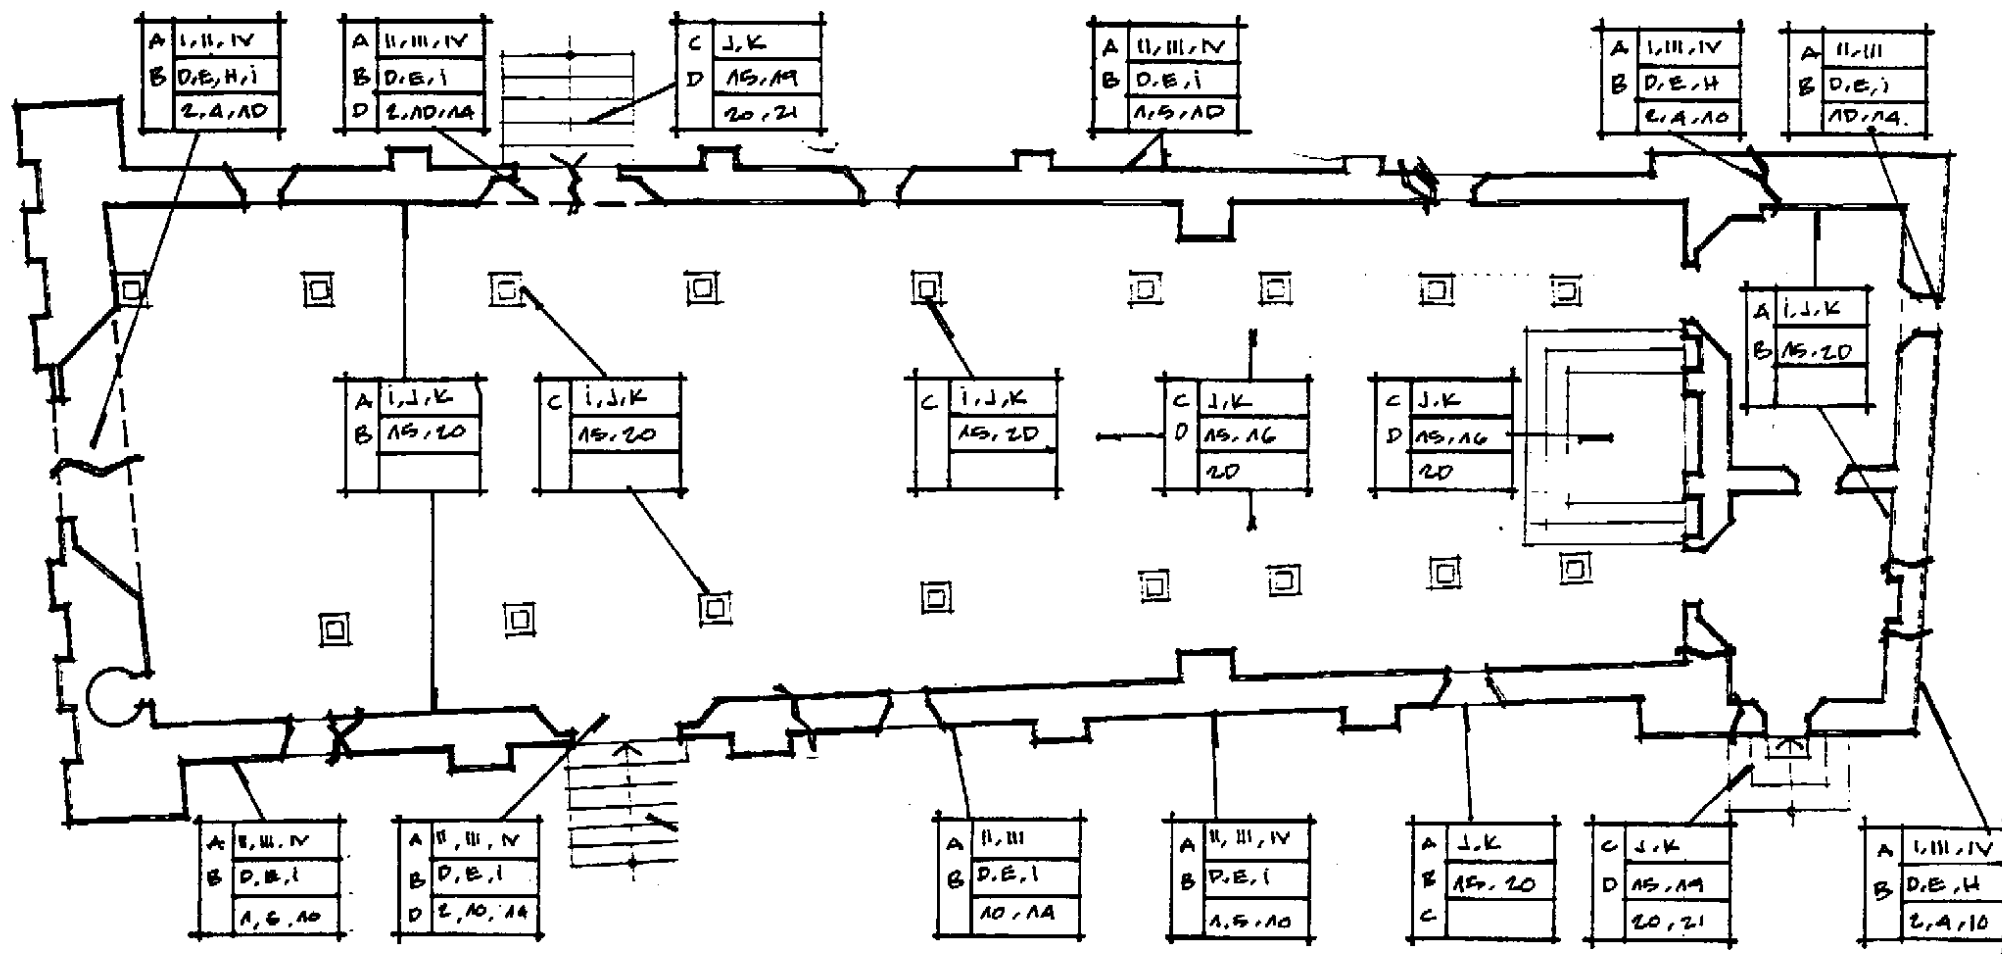 A I, II, IV
B D, E, H, i
2, 4, 10
A II, III, IV
B D, E, i
D 2, 10, 14
C J, K
D 15, 19
20, 21
A II, III, IV
B D, E, i
1, 5, 10
A I, III, IV
B D, E, H
2, 4, 10
A II, III
B D, E, i
10, 14.
A i, J, K
B 15, 20
A i, J, K
B 15, 20
C i, J, K
15, 20
C i, J, K
15, 20
C J, K
D 15, 16
20
C J, K
D 15, 16
20
A II, III, IV
B D, E, i
1, 5, 10
A II, III, IV
B D, E, i
D 2, 10, 14
A II, III
B D, E, i
10, 14
A II, III, IV
B D, E, i
1, 5, 10
A J, K
B 15, 20
C
C J, K
D 15, 19
20, 21
A I, III, IV
B D, E, H
2, 4, 10